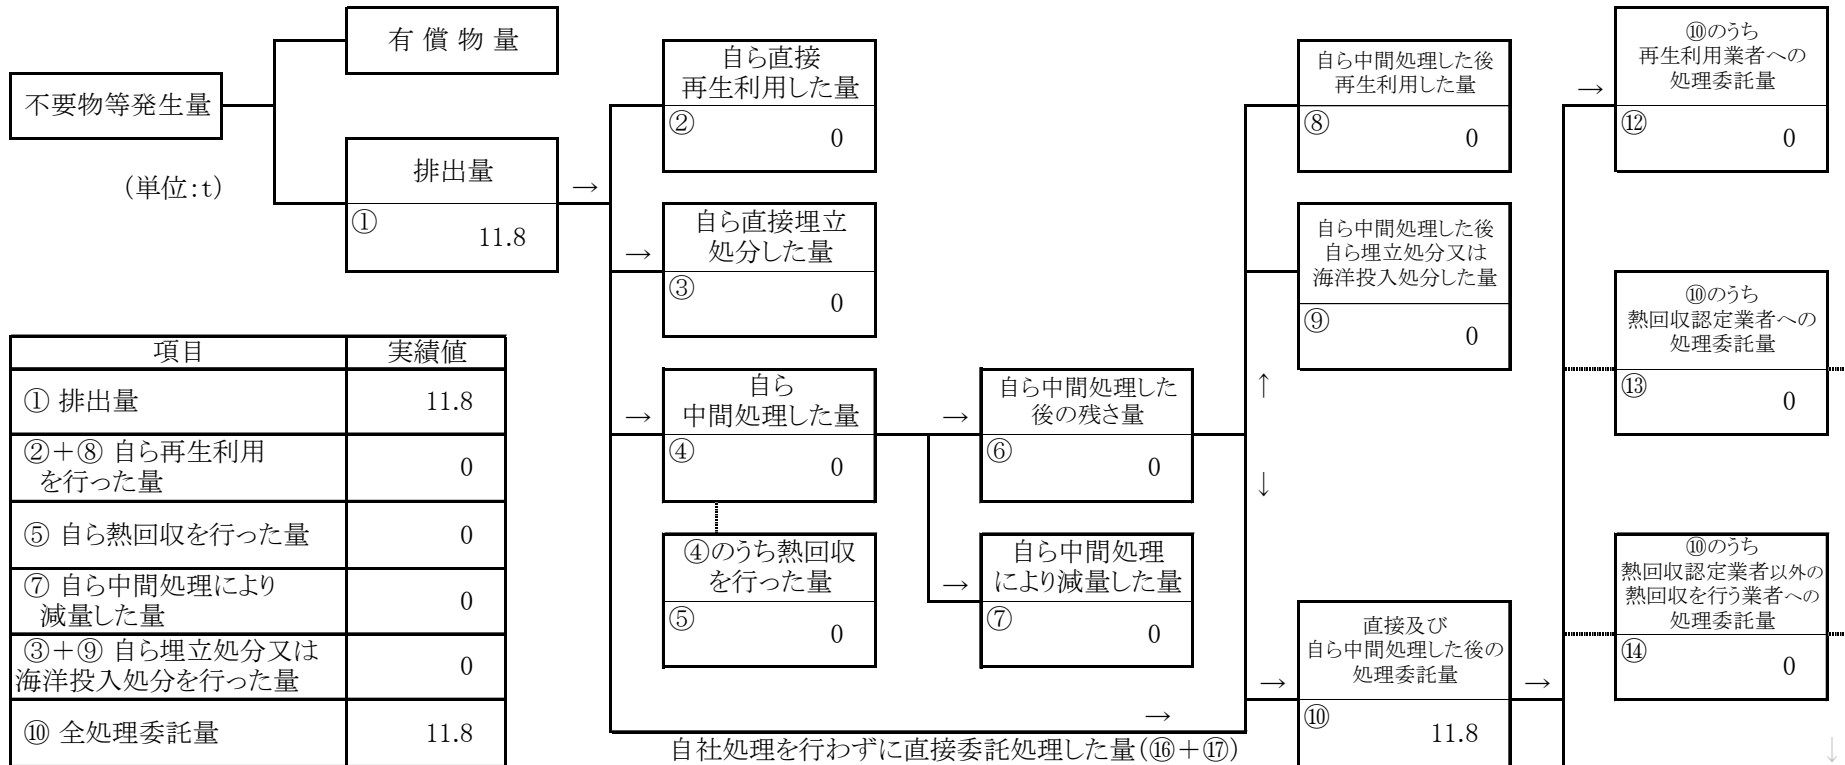 有 償 物 量
不要物等発生量
(単位:t)
排出量
①
11.8
→
自ら直接
再生利用した量
②
0
→
自ら直接埋立
処分した量
③
0
→
自ら
中間処理した量
④
0
④のうち熱回収
を行った量
⑤
0
→
自ら中間処理した
後の残さ量
⑥
0
→
自ら中間処理
により減量した量
⑦
0
自ら中間処理した後
再生利用した量
⑧
0
自ら中間処理した後
自ら埋立処分又は
海洋投入処分した量
⑨
0
↑
↓
→
直接及び
自ら中間処理した後の
処理委託量
⑩
11.8
→
自社処理を行わずに直接委託処理した量(⑯+⑰)
→
→
⑩のうち
再生利用業者への
処理委託量
⑫
0
⑩のうち
熱回収認定業者への
処理委託量
⑬
0
⑩のうち
熱回収認定業者以外の
熱回収を行う業者への
処理委託量
⑭
0
↓
項目 実績値
① 排出量 11.8
②+⑧ 自ら再生利用
を行った量
0
⑤ 自ら熱回収を行った量 0
⑦ 自ら中間処理により
減量した量
0
③+⑨ 自ら埋立処分又は
海洋投入処分を行った量
0
⑩ 全処理委託量 11.8